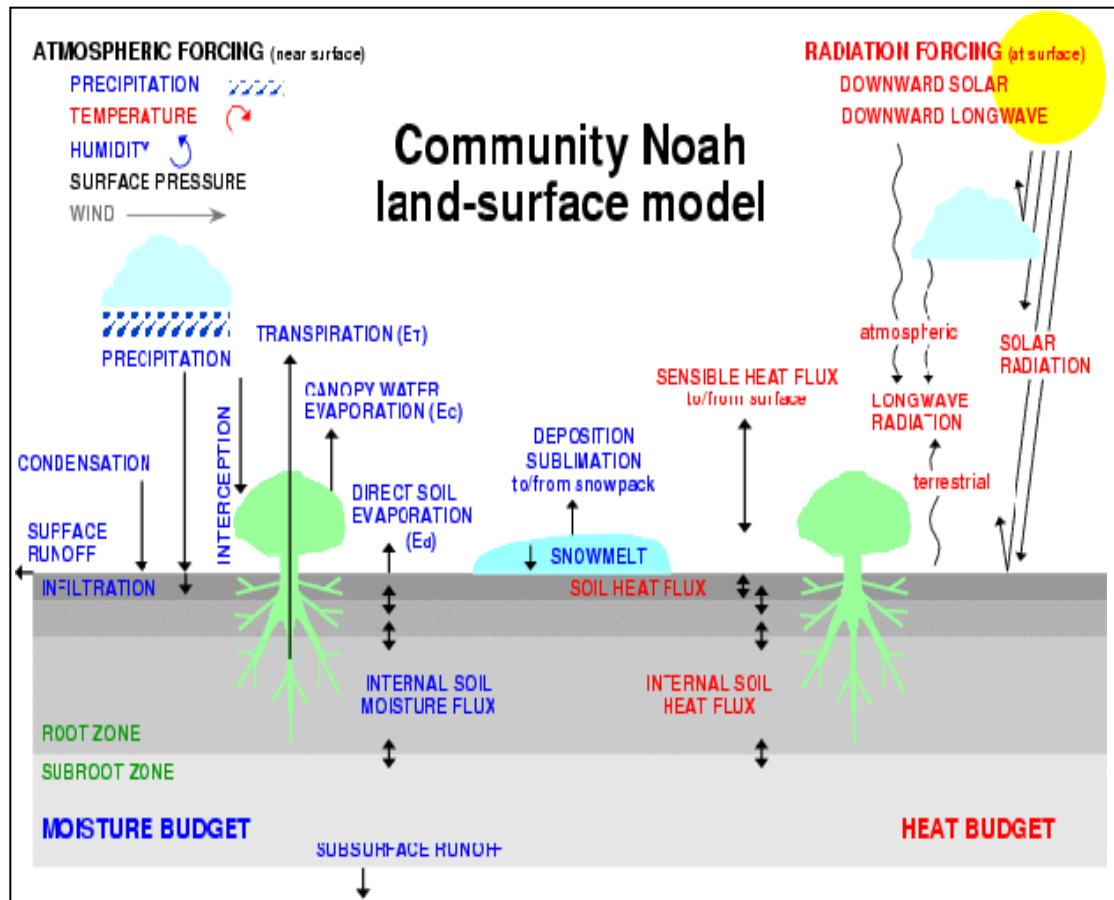 ATMOSPHERIC FORCING (near surface)
PRECIPITATION
TEMPERATURE
HUMIDITY
SURFACE PRESSURE
WIND
RADIATION FORCING (at surface)
DOWNWARD SOLAR
DOWNWARD LONGWAVE
Community Noah
land-surface model
PRECIPITATION
TRANSPIRATION (ET)
CANOPY WATER
EVAPORATION (Ec)
INTERCEPTION
CONDENSATION
DIRECT SOIL
EVAPORATION
(Ed)
SURFACE
RUNOFF
INFILTRATION
DEPOSITION
SUBLIMATION
to/from snowpack
SNOWMELT
SENSIBLE HEAT FLUX
to/from surface
atmospheric
SOLAR
RADIATION
LONGWAVE
RADIATION
terrestrial
SOIL HEAT FLUX
INTERNAL SOIL
MOISTURE FLUX
INTERNAL SOIL
HEAT FLUX
ROOT ZONE
SUBROOT ZONE
MOISTURE BUDGET
HEAT BUDGET
SUBSURFACE RUNOFF